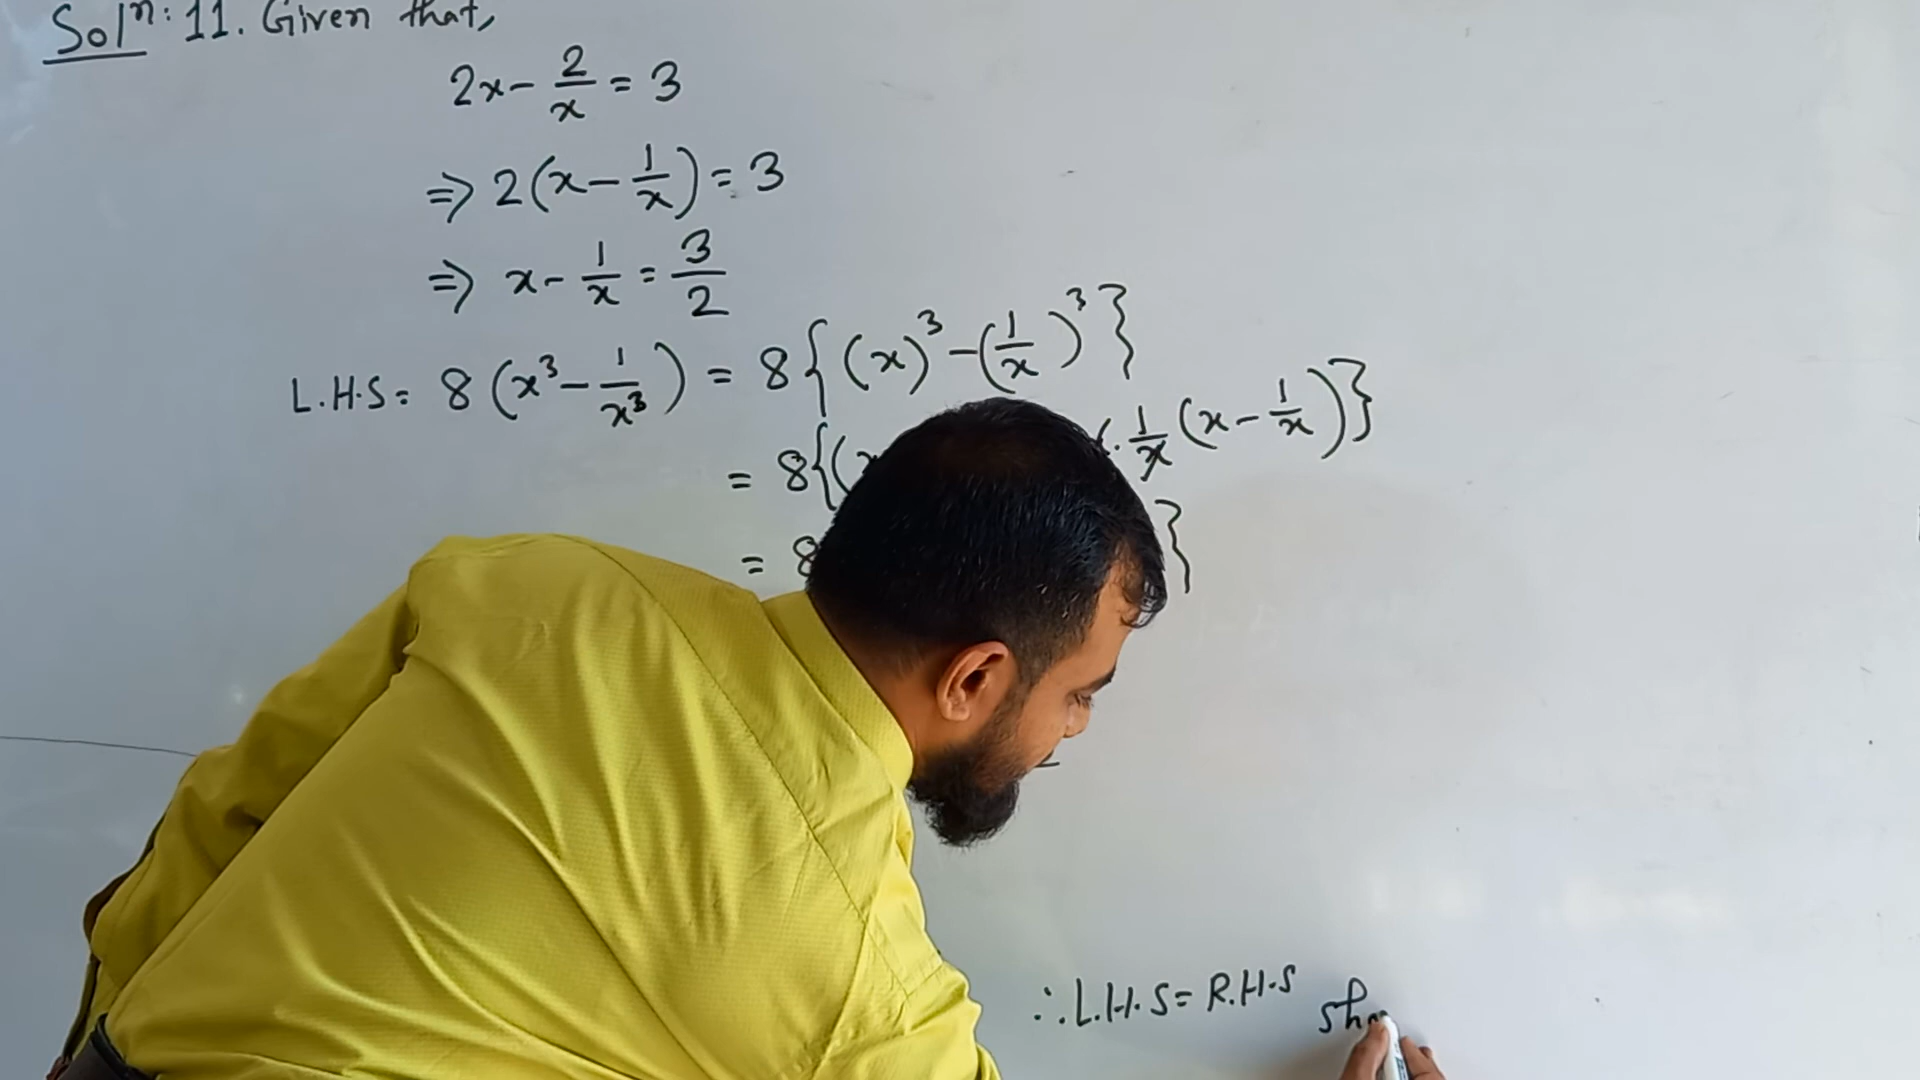 Solⁿ: 11. Given that,
2x - 2/x = 3
⇒ 2(x - 1/x) = 3
⇒ x - 1/x = 3/2
L.H.S = 8(x³ - 1/x³) = 8{(x)³ - (1/x)³}
= 8{( . 1/x (x - 1/x)}
= 8 }
∴ L.H.S = R.H.S